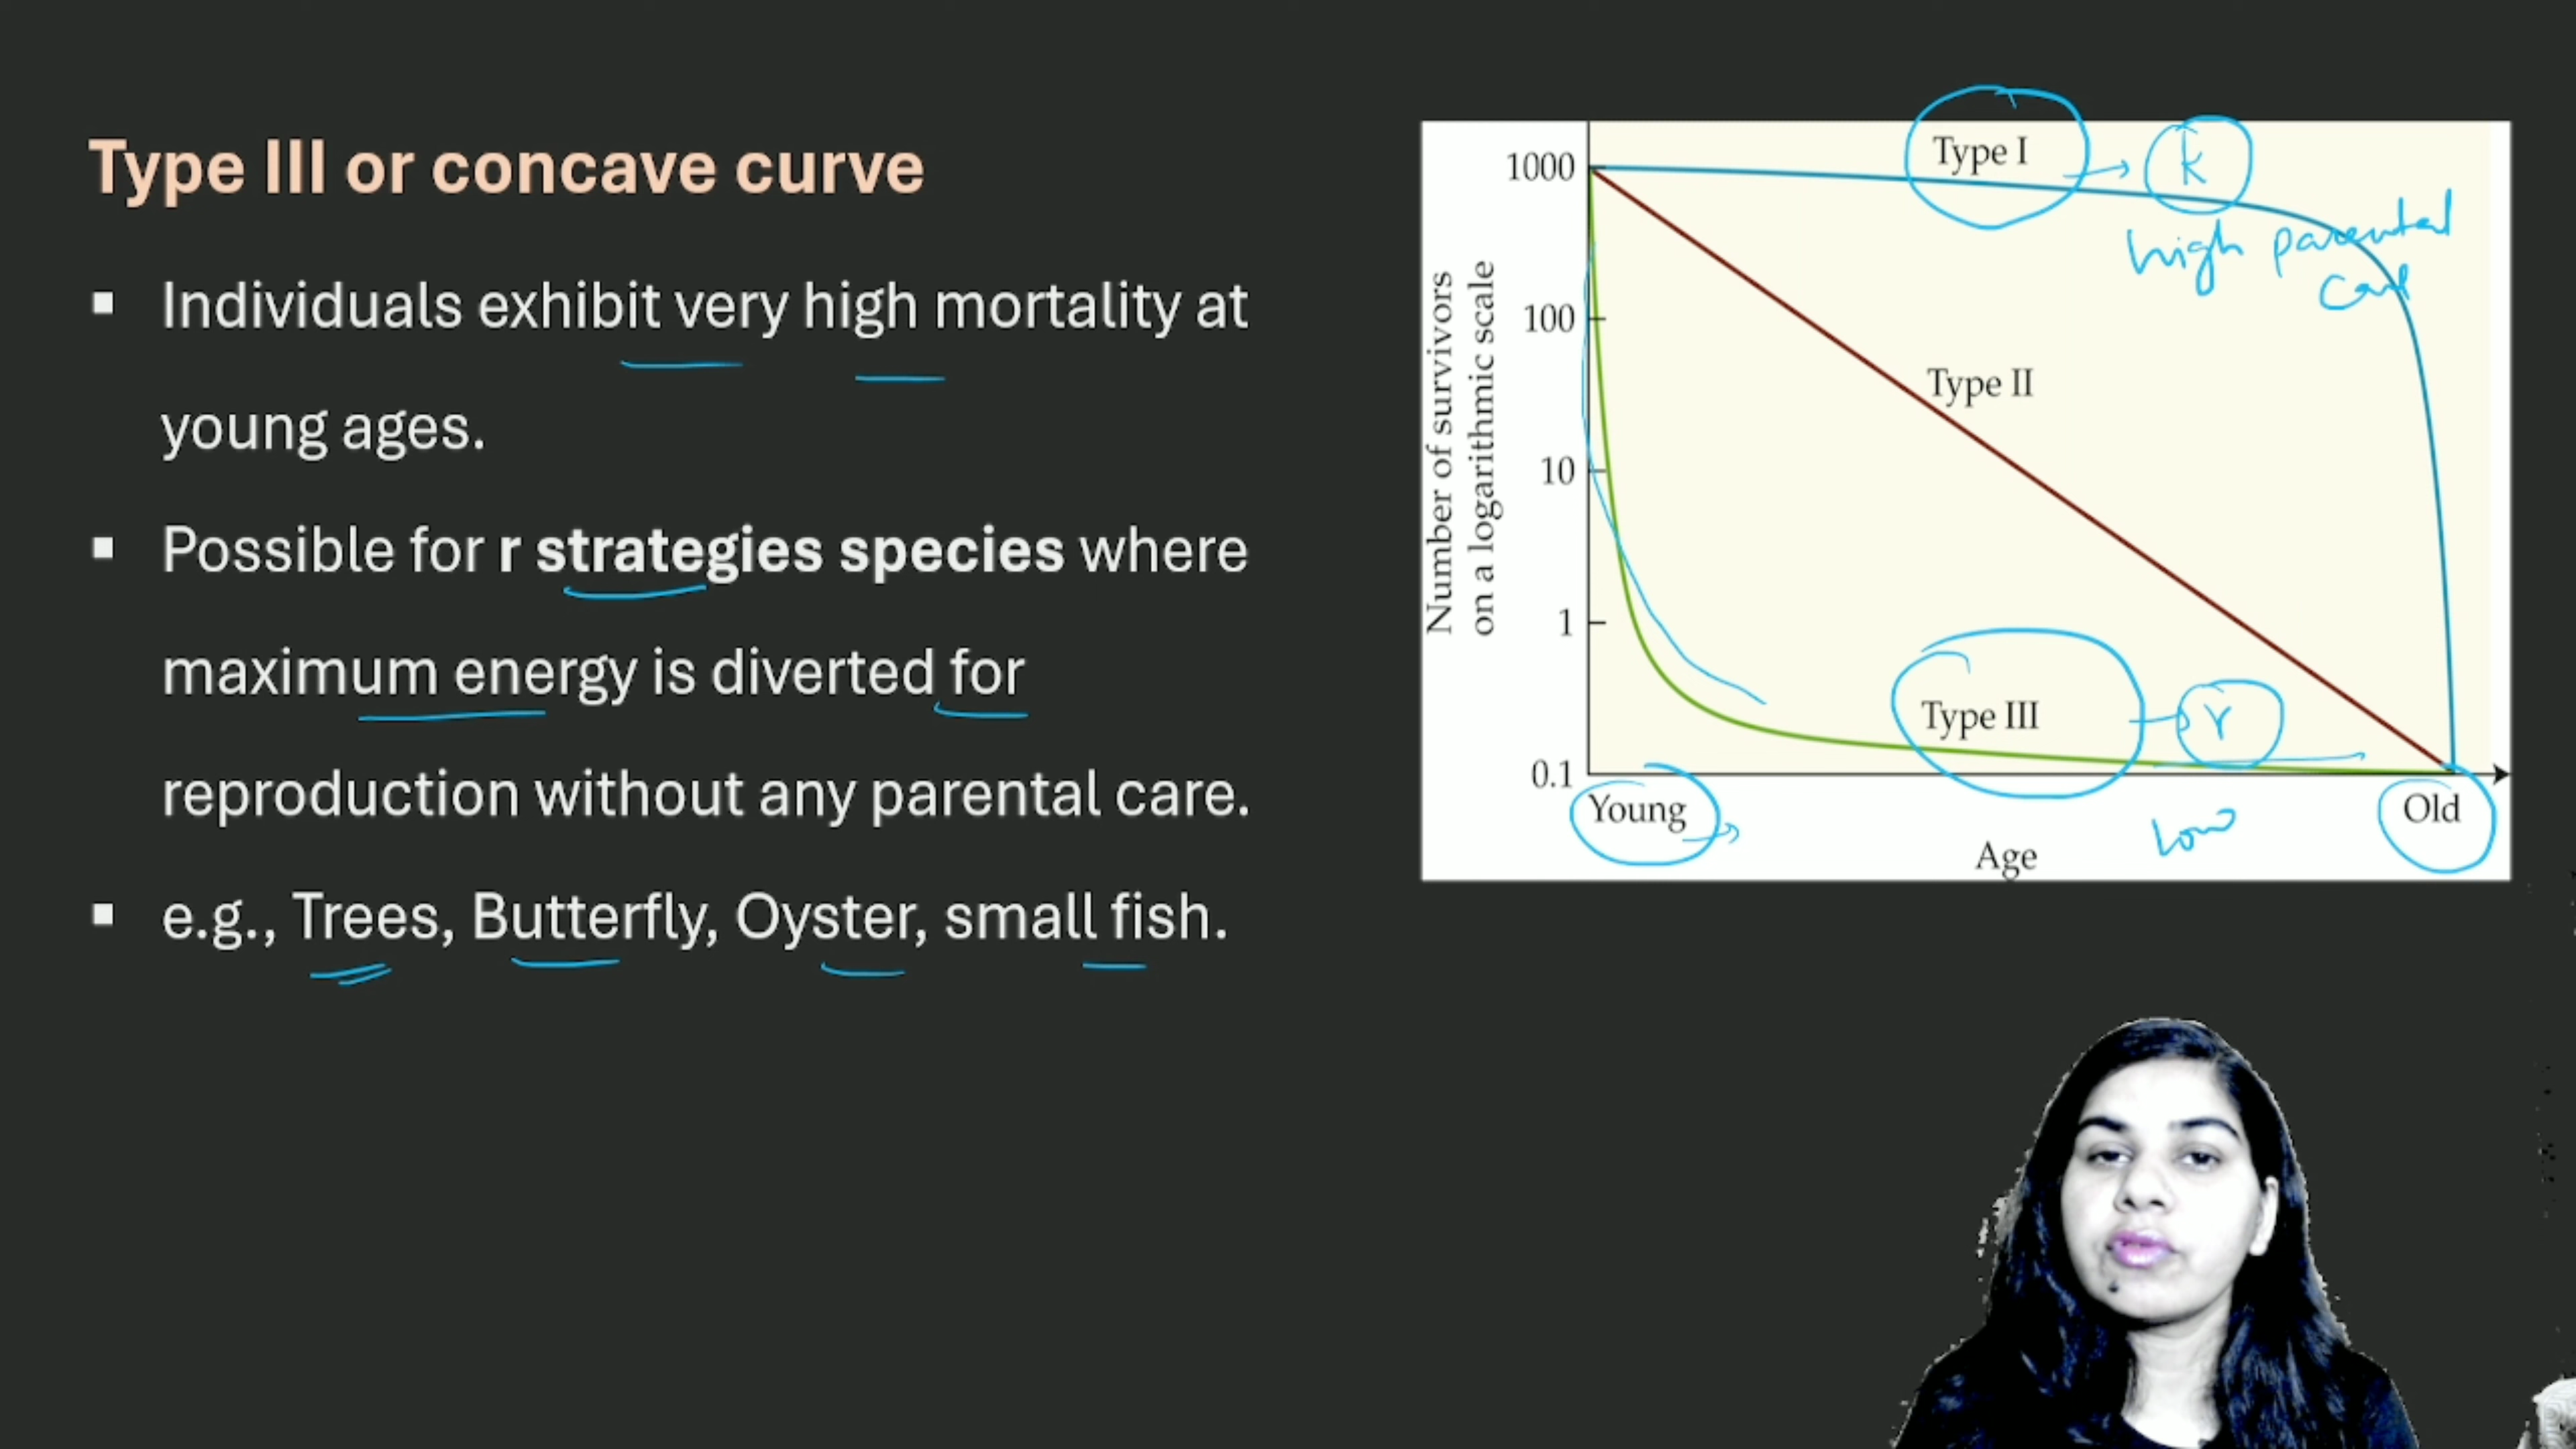 Type III or concave curve
▪ Individuals exhibit very high mortality at
young ages.
▪ Possible for r strategies species where
maximum energy is diverted for
reproduction without any parental care.
▪ e.g., Trees, Butterfly, Oyster, small fish.
Number of survivors
on a logarithmic scale
1000
100
10
1
0.1
Type I
k
high parental
care
Type II
Type III
r
Young
Low
Old
Age